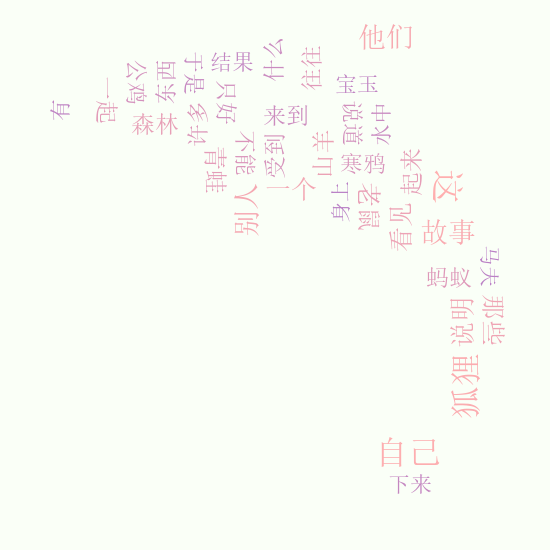 他们
什么
往往
结果
于是
东西
公鸡
宝玉
一起
有
只好
许多
森林
来到
说道
水中
不能
受到
山羊
寒鸦
起来
青蛙
别人
一个
身上
老鼠
这
看见
故事
马夫
蚂蚁
那些
说明
狐狸
自己
下来